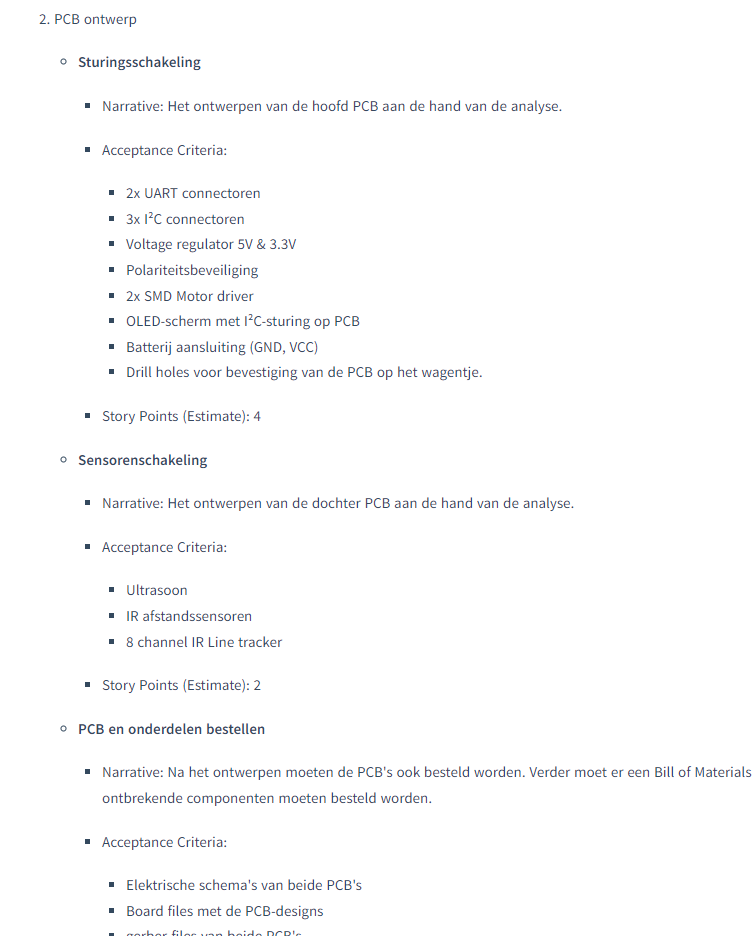 2. PCB ontwerp
Sturingsschakeling
Narrative: Het ontwerpen van de hoofd PCB aan de hand van de analyse.
Acceptance Criteria:
2x UART connectoren
3x I²C connectoren
Voltage regulator 5V & 3.3V
Polariteitsbeveiliging
2x SMD Motor driver
OLED-scherm met I²C-sturing op PCB
Batterij aansluiting (GND, VCC)
Drill holes voor bevestiging van de PCB op het wagentje.
Story Points (Estimate): 4
Sensorenschakeling
Narrative: Het ontwerpen van de dochter PCB aan de hand van de analyse.
Acceptance Criteria:
Ultrasoon
IR afstandssensoren
8 channel IR Line tracker
Story Points (Estimate): 2
PCB en onderdelen bestellen
Narrative: Na het ontwerpen moeten de PCB's ook besteld worden. Verder moet er een Bill of Materials
ontbrekende componenten moeten besteld worden.
Acceptance Criteria:
Elektrische schema's van beide PCB's
Board files met de PCB-designs
gerber files van beide PCB's